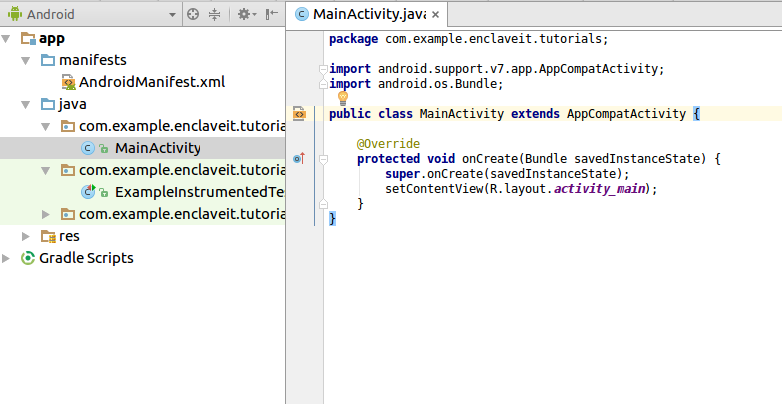 Android
app
manifests
AndroidManifest.xml
java
com.example.enclaveit.tutoria
MainActivity
com.example.enclaveit.tutoria
ExampleInstrumentedTe
com.example.enclaveit.tutoria
res
Gradle Scripts
MainActivity.java
package com.example.enclaveit.tutorials;
import android.support.v7.app.AppCompatActivity;
import android.os.Bundle;
public class MainActivity extends AppCompatActivity {
@Override
protected void onCreate(Bundle savedInstanceState) {
super.onCreate(savedInstanceState);
setContentView(R.layout.activity_main);
}
}